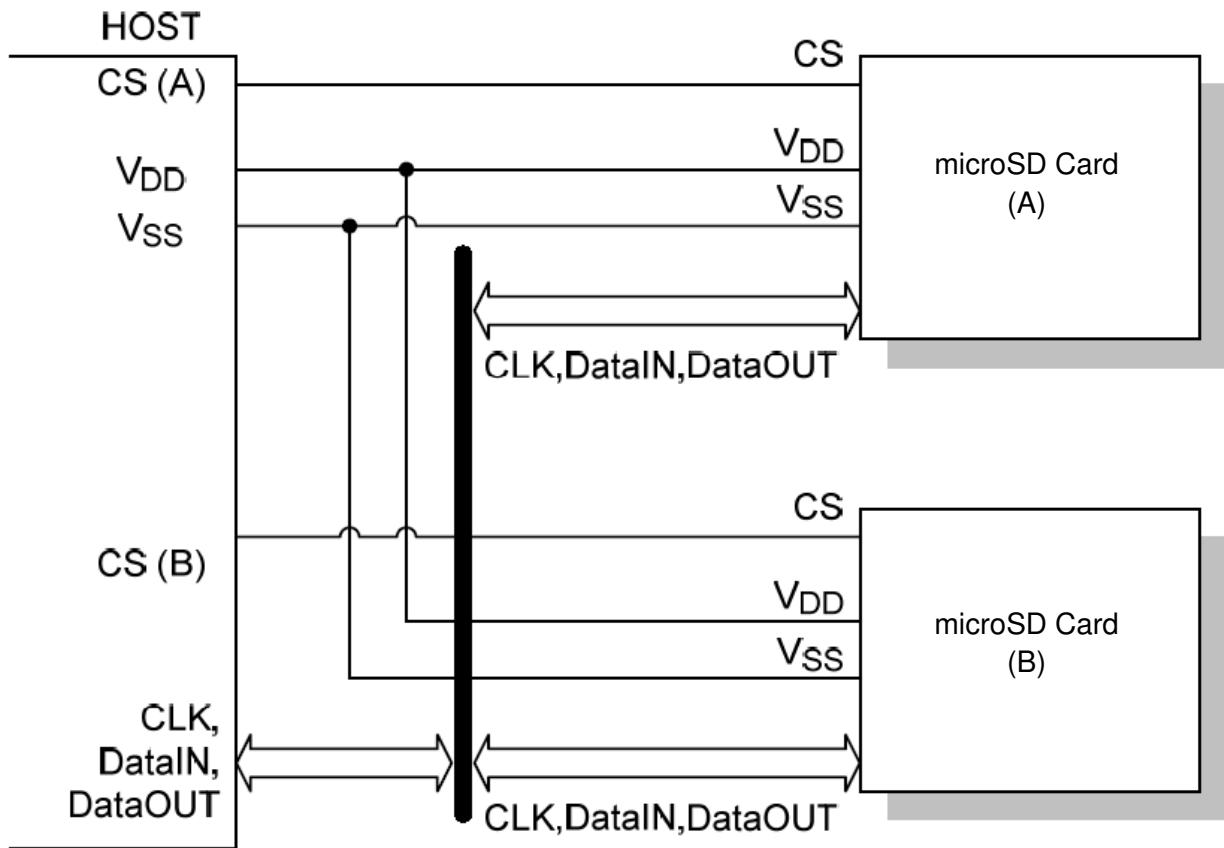 HOST
CS (A)
CS
VDD
VDD
VSS
VSS
microSD Card
(A)
CLK,DataIN,DataOUT
CS
CS (B)
VDD
VSS
microSD Card
(B)
CLK,
DataIN,
DataOUT
CLK,DataIN,DataOUT